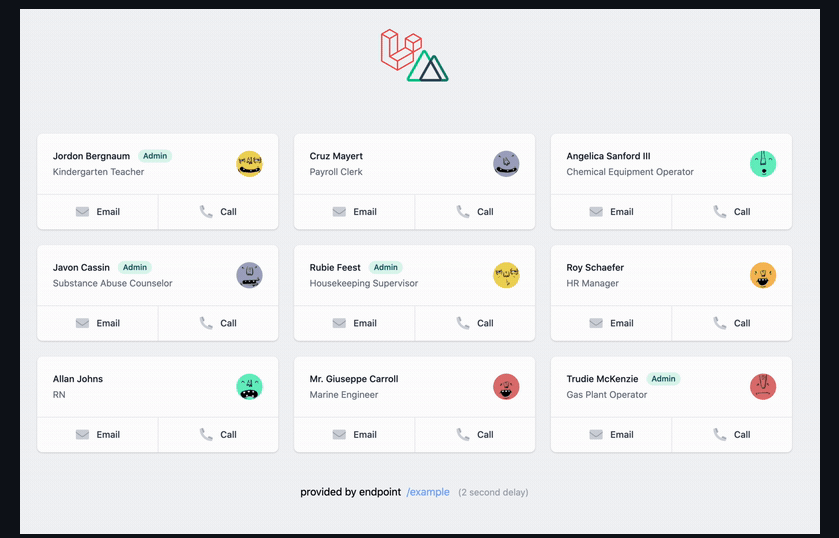 Jordon Bergnaum Admin
Kindergarten Teacher
Email Call
Cruz Mayert
Payroll Clerk
Email Call
Angelica Sanford III
Chemical Equipment Operator
Email Call
Javon Cassin Admin
Substance Abuse Counselor
Email Call
Rubie Feest Admin
Housekeeping Supervisor
Email Call
Roy Schaefer
HR Manager
Email Call
Allan Johns
RN
Email Call
Mr. Giuseppe Carroll
Marine Engineer
Email Call
Trudie McKenzie Admin
Gas Plant Operator
Email Call
provided by endpoint /example (2 second delay)